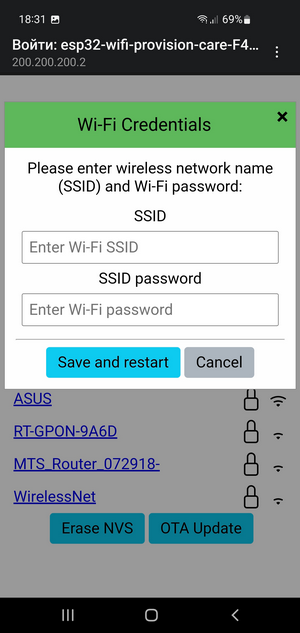 18:31 69%
Войти: esp32-wifi-provision-care-F4...
200.200.200.2
Wi-Fi Credentials
Please enter wireless network name
(SSID) and Wi-Fi password:
SSID
Enter Wi-Fi SSID
SSID password
Enter Wi-Fi password
Save and restart Cancel
ASUS
RT-GPON-9A6D
MTS_Router_072918-
WirelessNet
Erase NVS OTA Update